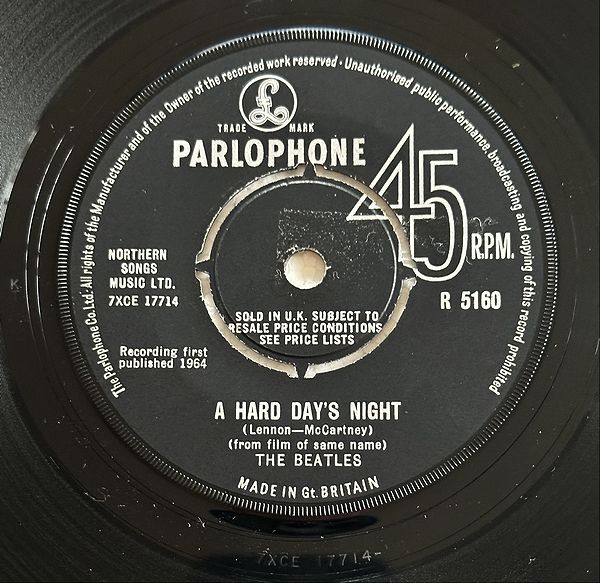 The Parlophone Co. Ltd. All rights of the Manufacturer and of the Owner of the recorded work reserved · Unauthorised public performance, broadcasting and copying of this record prohibited
£
TRADE MARK
PARLOPHONE
45
R.P.M.
NORTHERN
SONGS
MUSIC LTD.
7XCE 17714
R 5160
SOLD IN U.K. SUBJECT TO
RESALE PRICE CONDITIONS
SEE PRICE LISTS
Recording first
published 1964
A HARD DAY'S NIGHT
(Lennon—McCartney)
(from film of same name)
THE BEATLES
MADE IN Gt. BRITAIN
7XCE 17714-
K